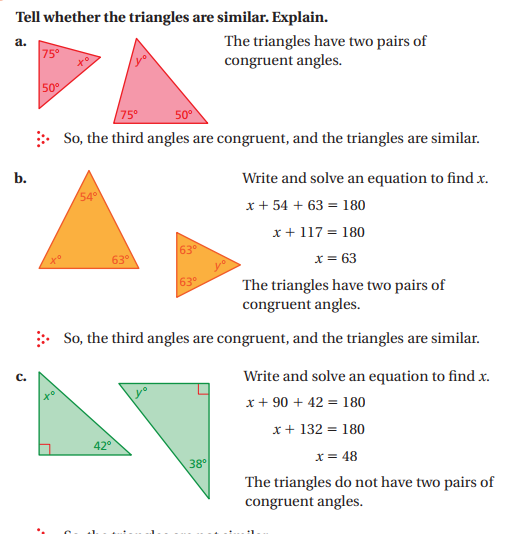 Tell whether the triangles are similar. Explain.
a.
75°
x°
50°
y°
75°
50°
The triangles have two pairs of
congruent angles.
So, the third angles are congruent, and the triangles are similar.
b.
54°
x°
63°
63°
y°
63°
Write and solve an equation to find x.
x + 54 + 63 = 180
x + 117 = 180
x = 63
The triangles have two pairs of
congruent angles.
So, the third angles are congruent, and the triangles are similar.
c.
x°
42°
y°
38°
Write and solve an equation to find x.
x + 90 + 42 = 180
x + 132 = 180
x = 48
The triangles do not have two pairs of
congruent angles.